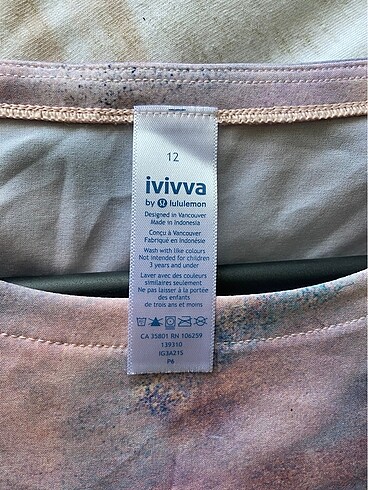 12
ivivva
by lululemon
Designed in Vancouver
Made in Indonesia
Conçu à Vancouver
Fabriqué en Indonésie
Wash with like colours
Not intended for children
3 years and under
Laver avec des couleurs
similaires seulement
Ne pas laisser à la portée
des enfants
de trois ans et moins
CA 35801 RN 106259
139310
IG3A21S
P6